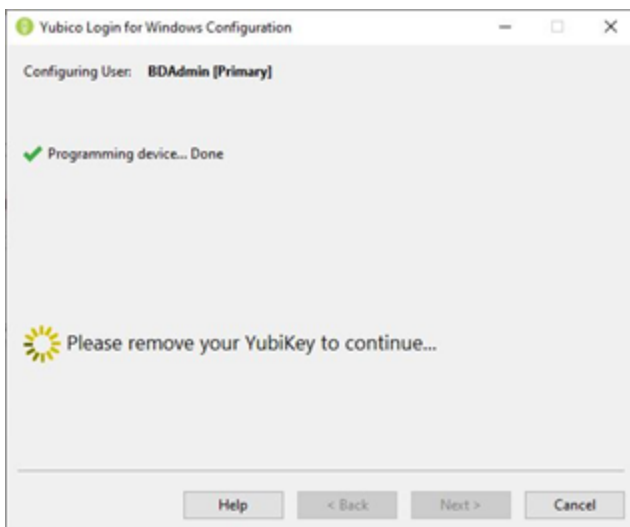 Yubico Login for Windows Configuration
Configuring User: BDAdmin [Primary]
Programming device... Done
Please remove your YubiKey to continue...
Help < Back Next > Cancel